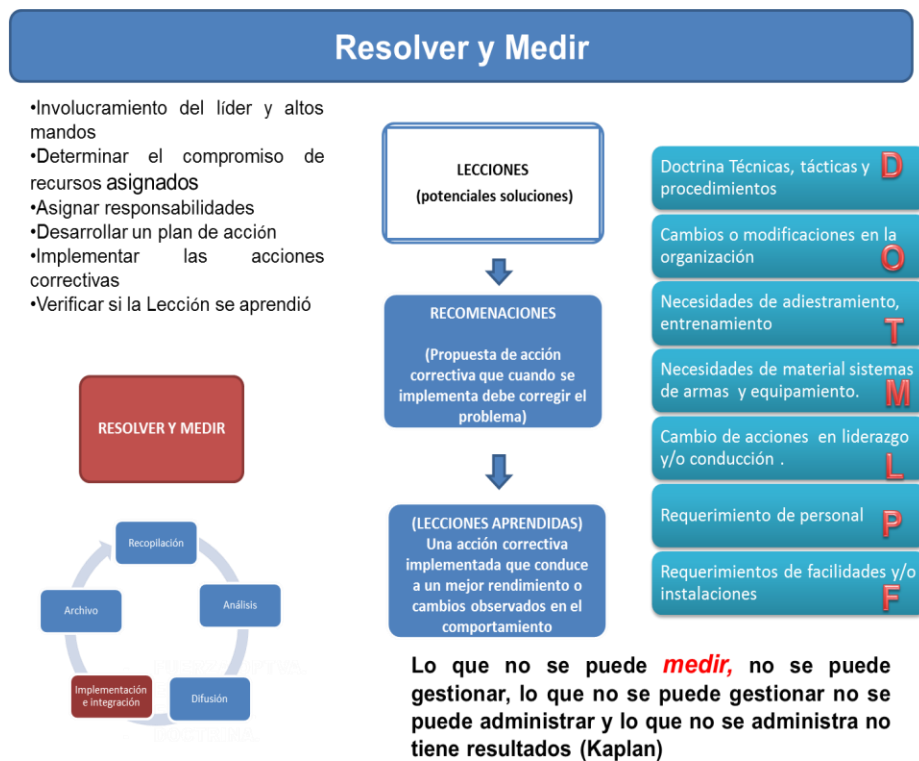 Resolver y Medir
•Involucramiento del líder y altos
mandos
•Determinar el compromiso de
recursos asignados
•Asignar responsabilidades
•Desarrollar un plan de acción
•Implementar las acciones
correctivas
•Verificar si la Lección se aprendió
RESOLVER Y MEDIR
Recopilación
Análisis
Difusión
Implementación
e integración
Archivo
LECCIONES
(potenciales soluciones)
RECOMENACIONES
(Propuesta de acción
correctiva que cuando se
implementa debe corregir el
problema)
(LECCIONES APRENDIDAS)
Una acción correctiva
implementada que conduce
a un mejor rendimiento o
cambios observados en el
comportamiento
Doctrina Técnicas, tácticas y
procedimientos
D
Cambios o modificaciones en la
organización
O
Necesidades de adiestramiento,
entrenamiento
T
Necesidades de material sistemas
de armas y equipamiento.
M
Cambio de acciones en liderazgo
y/o conducción .
L
Requerimiento de personal
P
Requerimientos de facilidades y/o
instalaciones
F
Lo que no se puede medir, no se puede
gestionar, lo que no se puede gestionar no se
puede administrar y lo que no se administra no
tiene resultados (Kaplan)